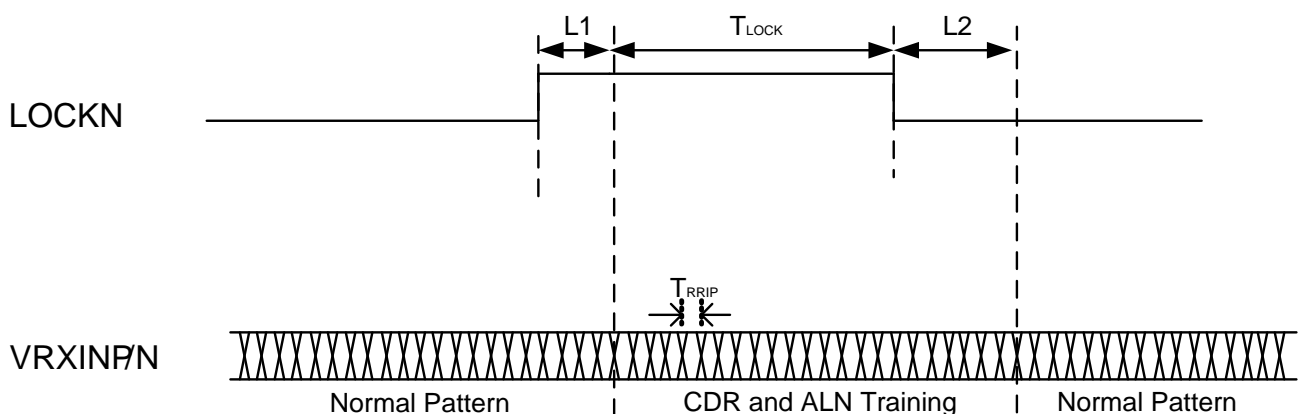 L1 TLOCK L2
LOCKN
TRRIP
VRXINP/N
Normal Pattern CDR and ALN Training Normal Pattern